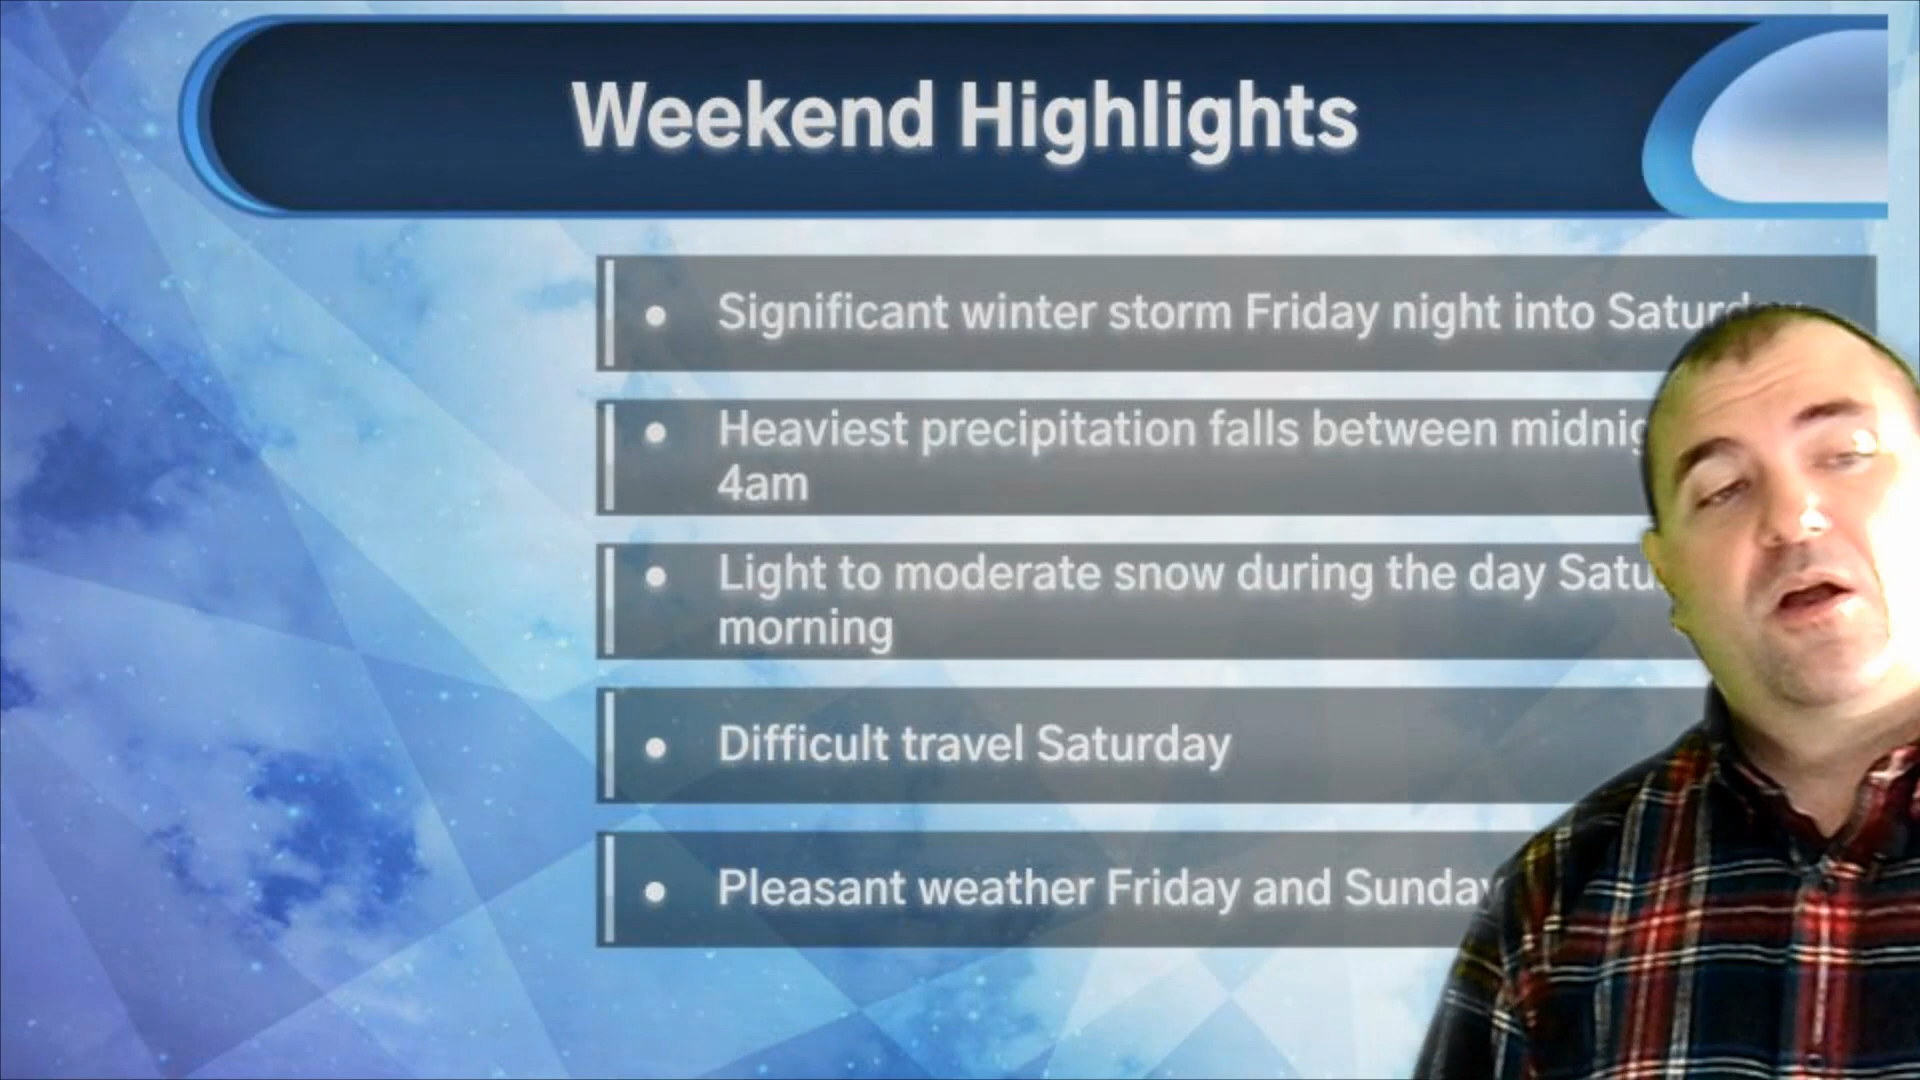 Weekend Highlights
• Significant winter storm Friday night into
• Heaviest precipitation falls between
4am
• Light to moderate snow during the day
morning
• Difficult travel Saturday
• Pleasant weather Friday and Sunday